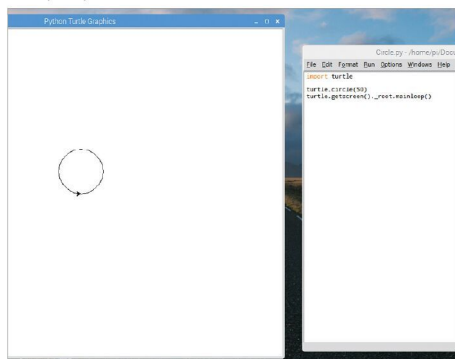 Python Turtle Graphics
Circle.py - /home/pi/Docu
File Edit Format Run Options Windows Help
import turtle
turtle.circle(50)
turtle.getscreen()._root.mainloop()